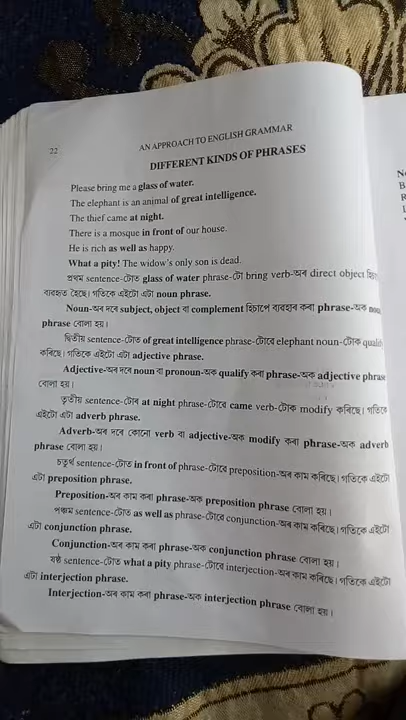 22
AN APPROACH TO ENGLISH GRAMMAR
DIFFERENT KINDS OF PHRASES
Please bring me a glass of water.
The elephant is an animal of great intelligence.
The thief came at night.
There is a mosque in front of our house.
He is rich as well as happy.
What a pity! The widow's only son is dead.
প্ৰথম sentence-টোত glass of water phrase-টো bring verb-অৰ direct object
ব্যৱহৃত হৈছে। গতিকে এইটো এটা noun phrase.
Noun-অৰ দৰে subject, object বা complement হিচাপে ব্যৱহাৰ কৰা phrase-অক noun
phrase বোলা হয়।
দ্বিতীয় sentence-টোত of great intelligence phrase-টোৱে elephant noun-টোক
কৰিছে। গতিকে এইটো এটা adjective phrase.
Adjective-অৰ দৰে noun বা pronoun-অক qualify কৰা phrase-অক adjective phrase
বোলা হয়।
তৃতীয় sentence-টোৰ at night phrase-টোৱে came verb-টোক modify কৰিছে। গতিকে
এইটো এটা adverb phrase.
Adverb-অৰ দৰে কোনো verb বা adjective-অক modify কৰা phrase-অক adverb
phrase বোলা হয়।
চতুৰ্থ sentence-টোত in front of phrase-টোৱে preposition-অৰ কাম কৰিছে। গতিকে এইটো
এটা preposition phrase.
Preposition-অৰ কাম কৰা phrase-অক preposition phrase বোলা হয়।
পঞ্চম sentence-টোত as well as phrase-টোৱে conjunction-অৰ কাম কৰিছে। গতিকে এইটো
এটা conjunction phrase.
Conjunction-অৰ কাম কৰা phrase-অক conjunction phrase বোলা হয়।
ষষ্ঠ sentence-টোত what a pity phrase-টোৱে interjection-অৰ কাম কৰিছে। গতিকে এইটো
এটা interjection phrase.
Interjection-অৰ কাম কৰা phrase-অক interjection phrase বোলা হয়।